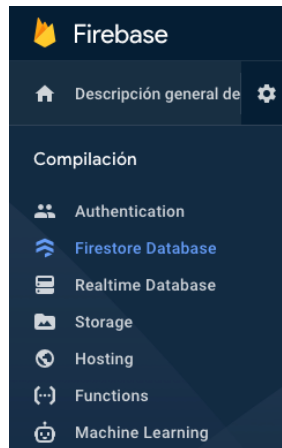 Firebase
Descripción general de
Compilación
Authentication
Firestore Database
Realtime Database
Storage
Hosting
Functions
Machine Learning